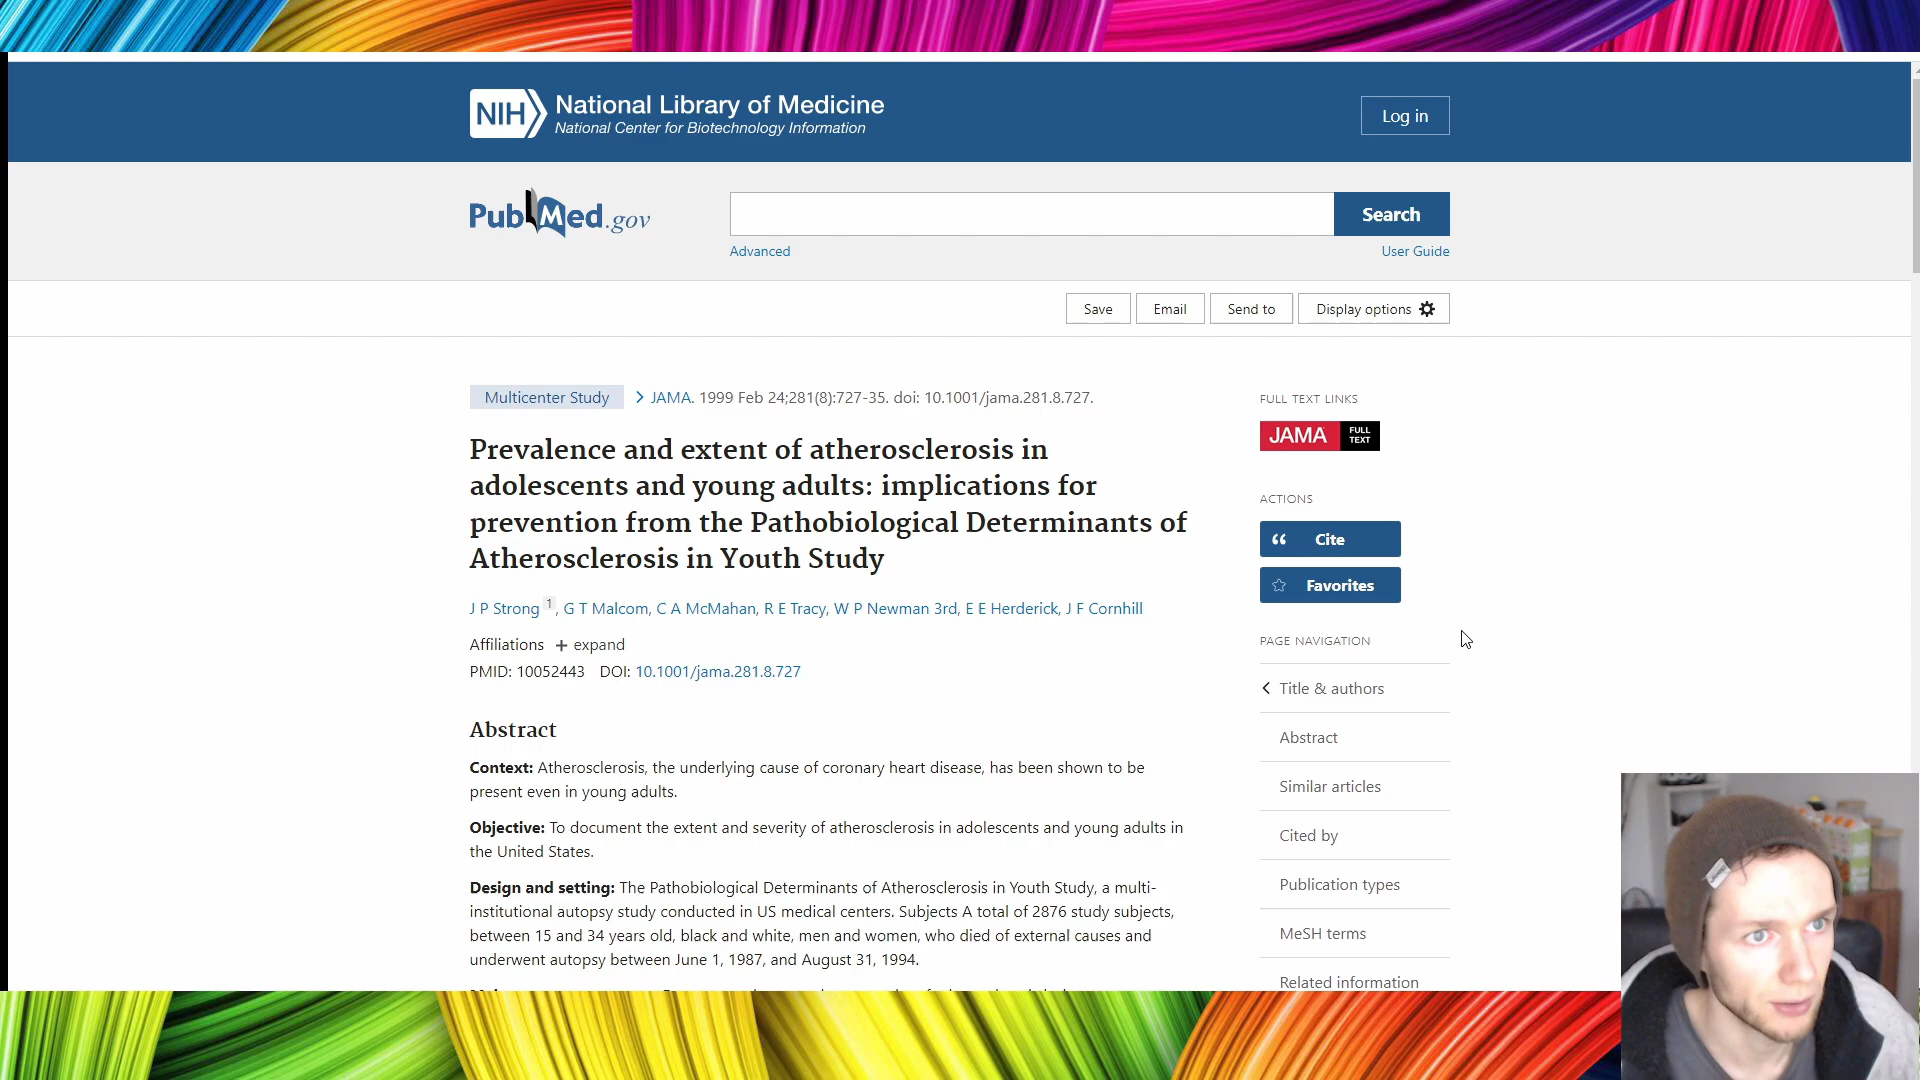 NIH National Library of Medicine
National Center for Biotechnology Information
Log in
PubMed.gov
Search
Advanced
User Guide
Save
Email
Send to
Display options
Multicenter Study
JAMA. 1999 Feb 24;281(8):727-35. doi: 10.1001/jama.281.8.727.
Prevalence and extent of atherosclerosis in
adolescents and young adults: implications for
prevention from the Pathobiological Determinants of
Atherosclerosis in Youth Study
J P Strong 1, G T Malcom, C A McMahan, R E Tracy, W P Newman 3rd, E E Herderick, J F Cornhill
Affiliations + expand
PMID: 10052443 DOI: 10.1001/jama.281.8.727
Abstract
Context: Atherosclerosis, the underlying cause of coronary heart disease, has been shown to be
present even in young adults.
Objective: To document the extent and severity of atherosclerosis in adolescents and young adults in
the United States.
Design and setting: The Pathobiological Determinants of Atherosclerosis in Youth Study, a multi-
institutional autopsy study conducted in US medical centers. Subjects A total of 2876 study subjects,
between 15 and 34 years old, black and white, men and women, who died of external causes and
underwent autopsy between June 1, 1987, and August 31, 1994.
FULL TEXT LINKS
JAMA FULL TEXT
ACTIONS
Cite
Favorites
PAGE NAVIGATION
Title & authors
Abstract
Similar articles
Cited by
Publication types
MeSH terms
Related information